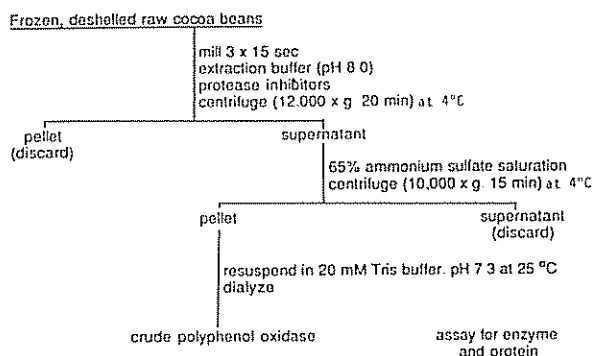 Frozen, deshelled raw cocoa beans
mill 3 x 15 sec
extraction buffer (pH 8 0)
protease inhibitors
centrifuge (12,000 x g 20 min) at 4°C
pellet
(discard)
supernatant
65% ammonium sulfate saturation
centrifuge (10,000 x g 15 min) at 4°C
pellet
supernatant
(discard)
resuspend in 20 mM Tris buffer. pH 7 3 at 25 °C
dialyze
crude polyphenol oxidase
assay for enzyme
and protein